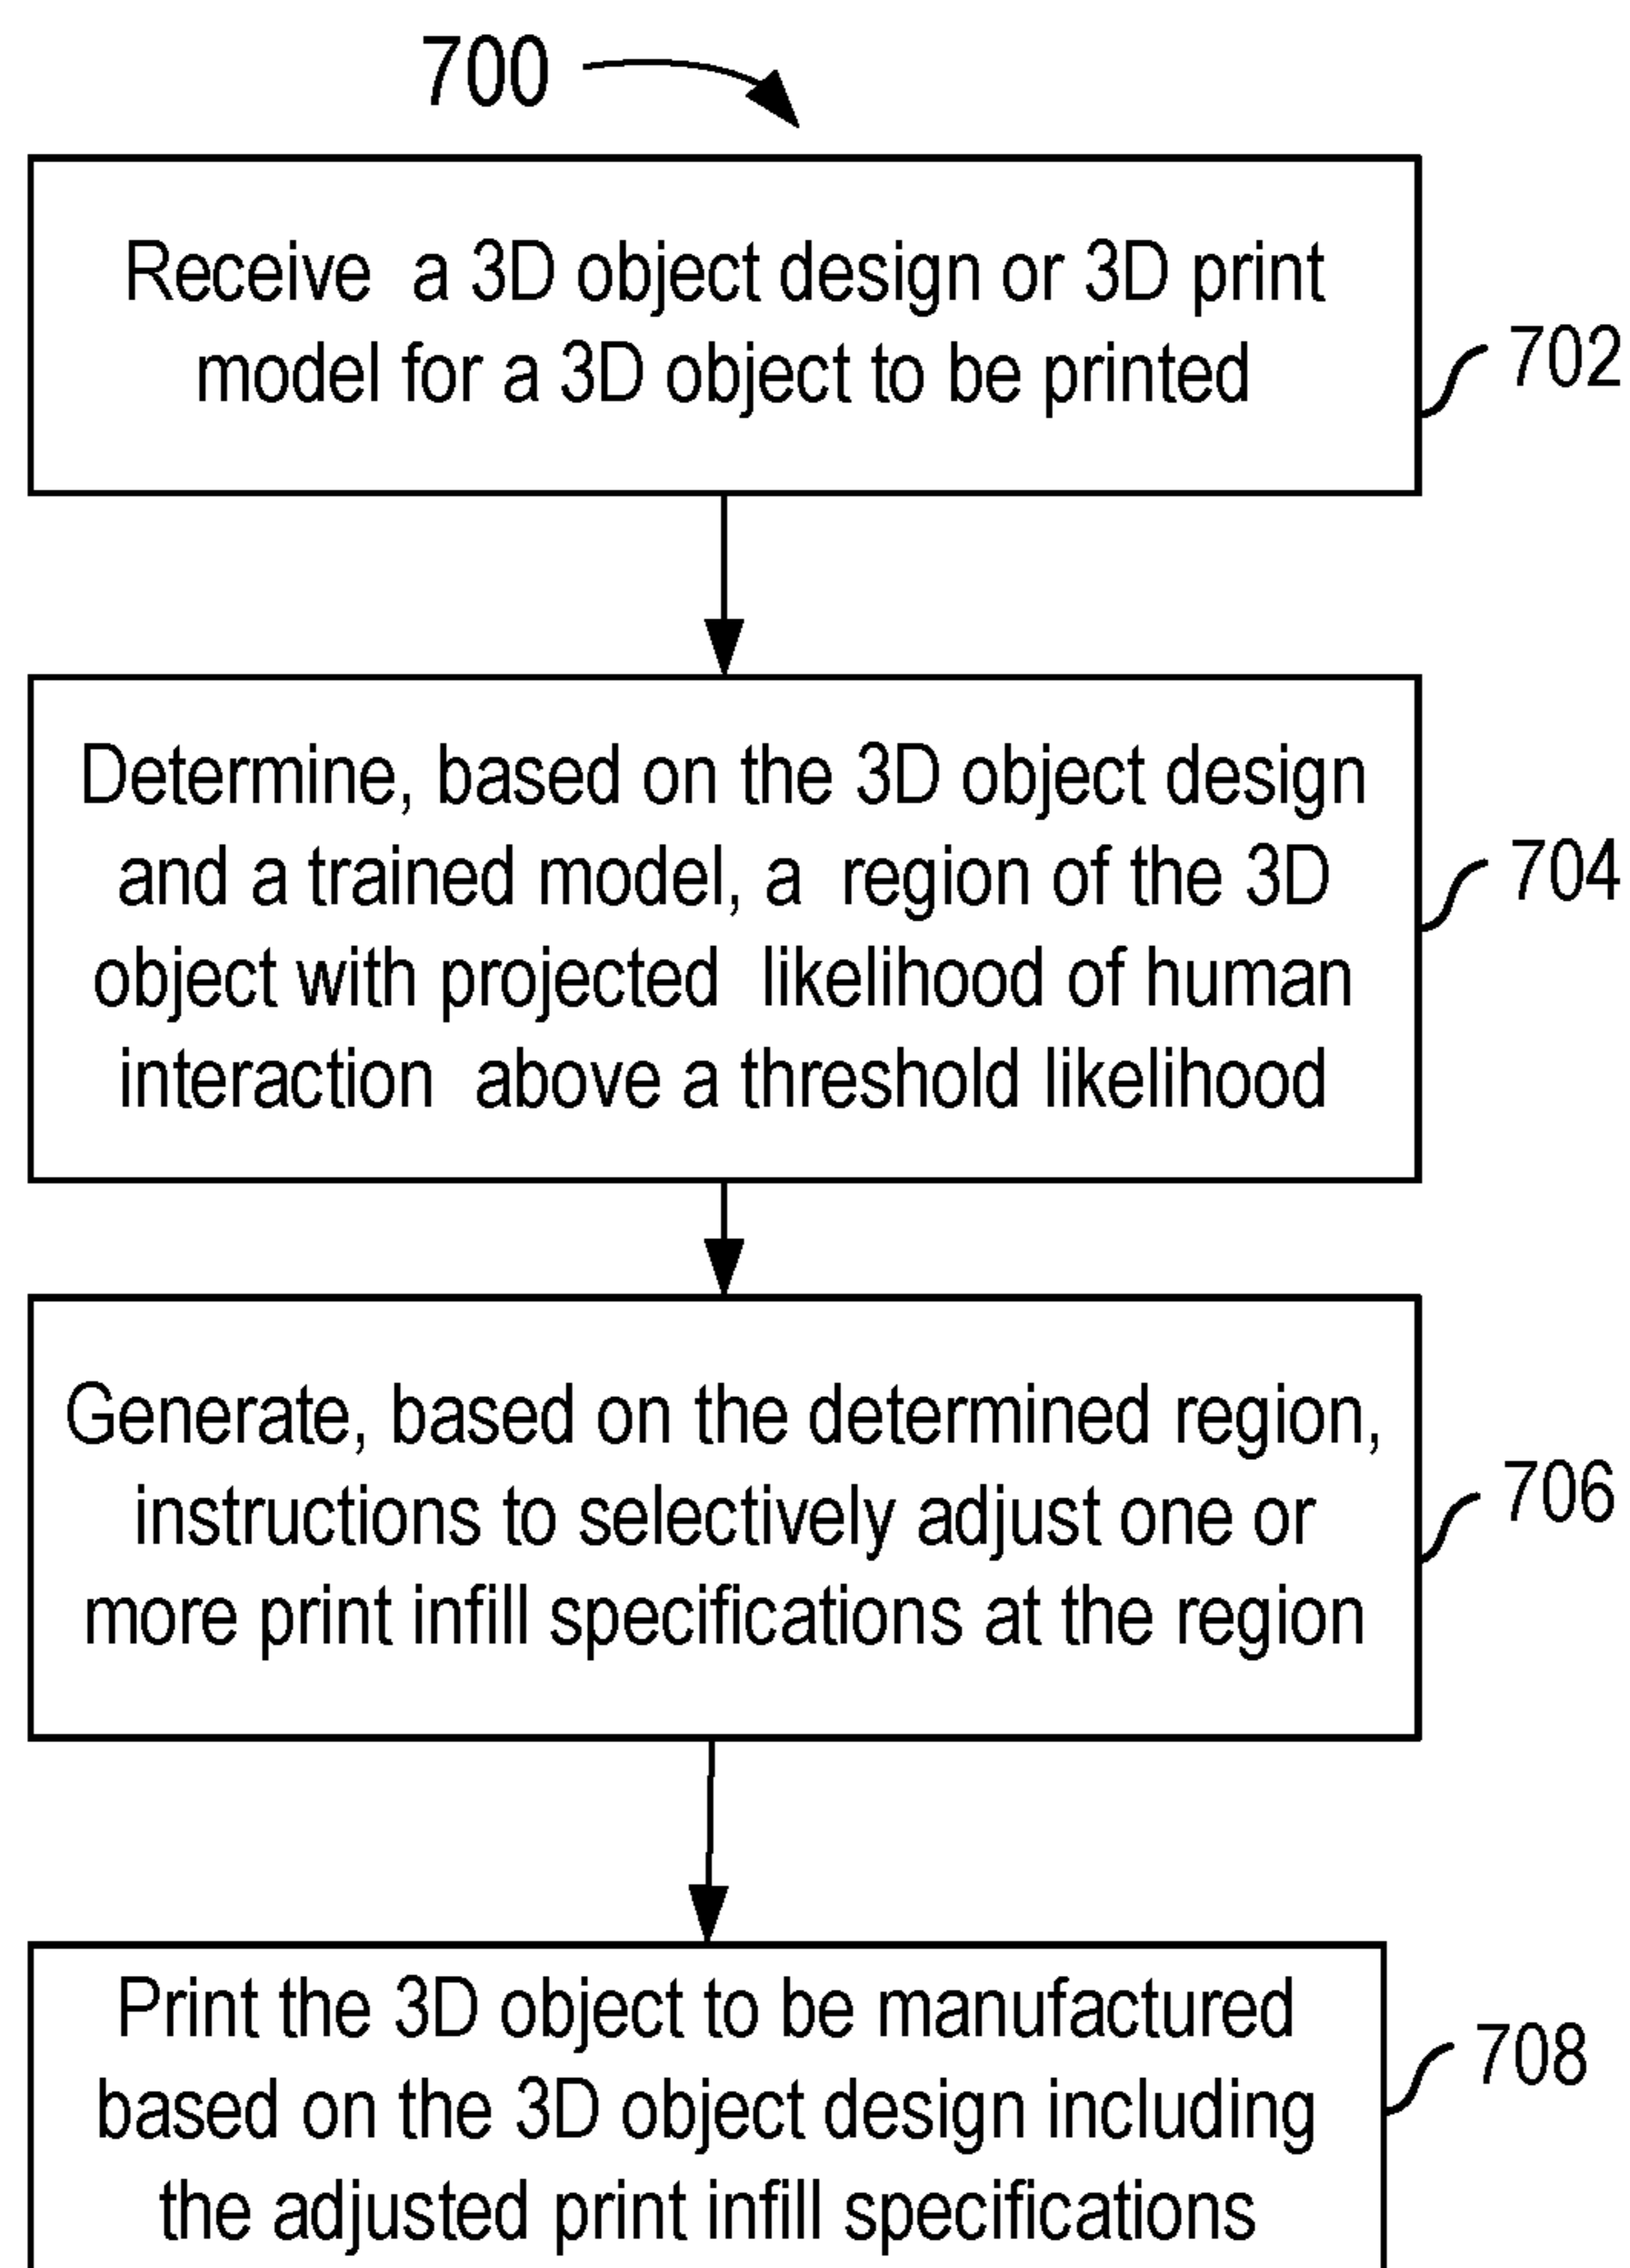 700
Receive a 3D object design or 3D print
model for a 3D object to be printed
702
Determine, based on the 3D object design
and a trained model, a region of the 3D
object with projected likelihood of human
interaction above a threshold likelihood
704
Generate, based on the determined region,
instructions to selectively adjust one or
more print infill specifications at the region
706
Print the 3D object to be manufactured
based on the 3D object design including
the adjusted print infill specifications
708